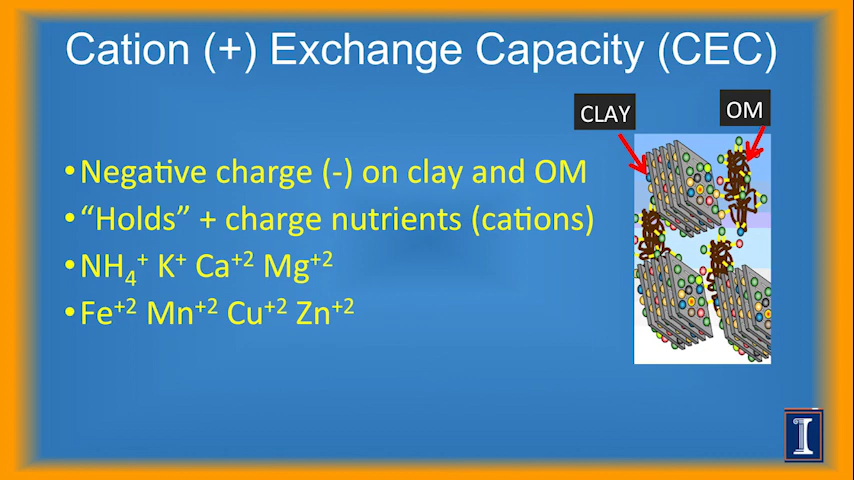 Cation (+) Exchange Capacity (CEC)
CLAY
OM
•Negative charge (-) on clay and OM
•“Holds” + charge nutrients (cations)
•NH₄⁺ K⁺ Ca⁺² Mg⁺²
•Fe⁺² Mn⁺² Cu⁺² Zn⁺²
I